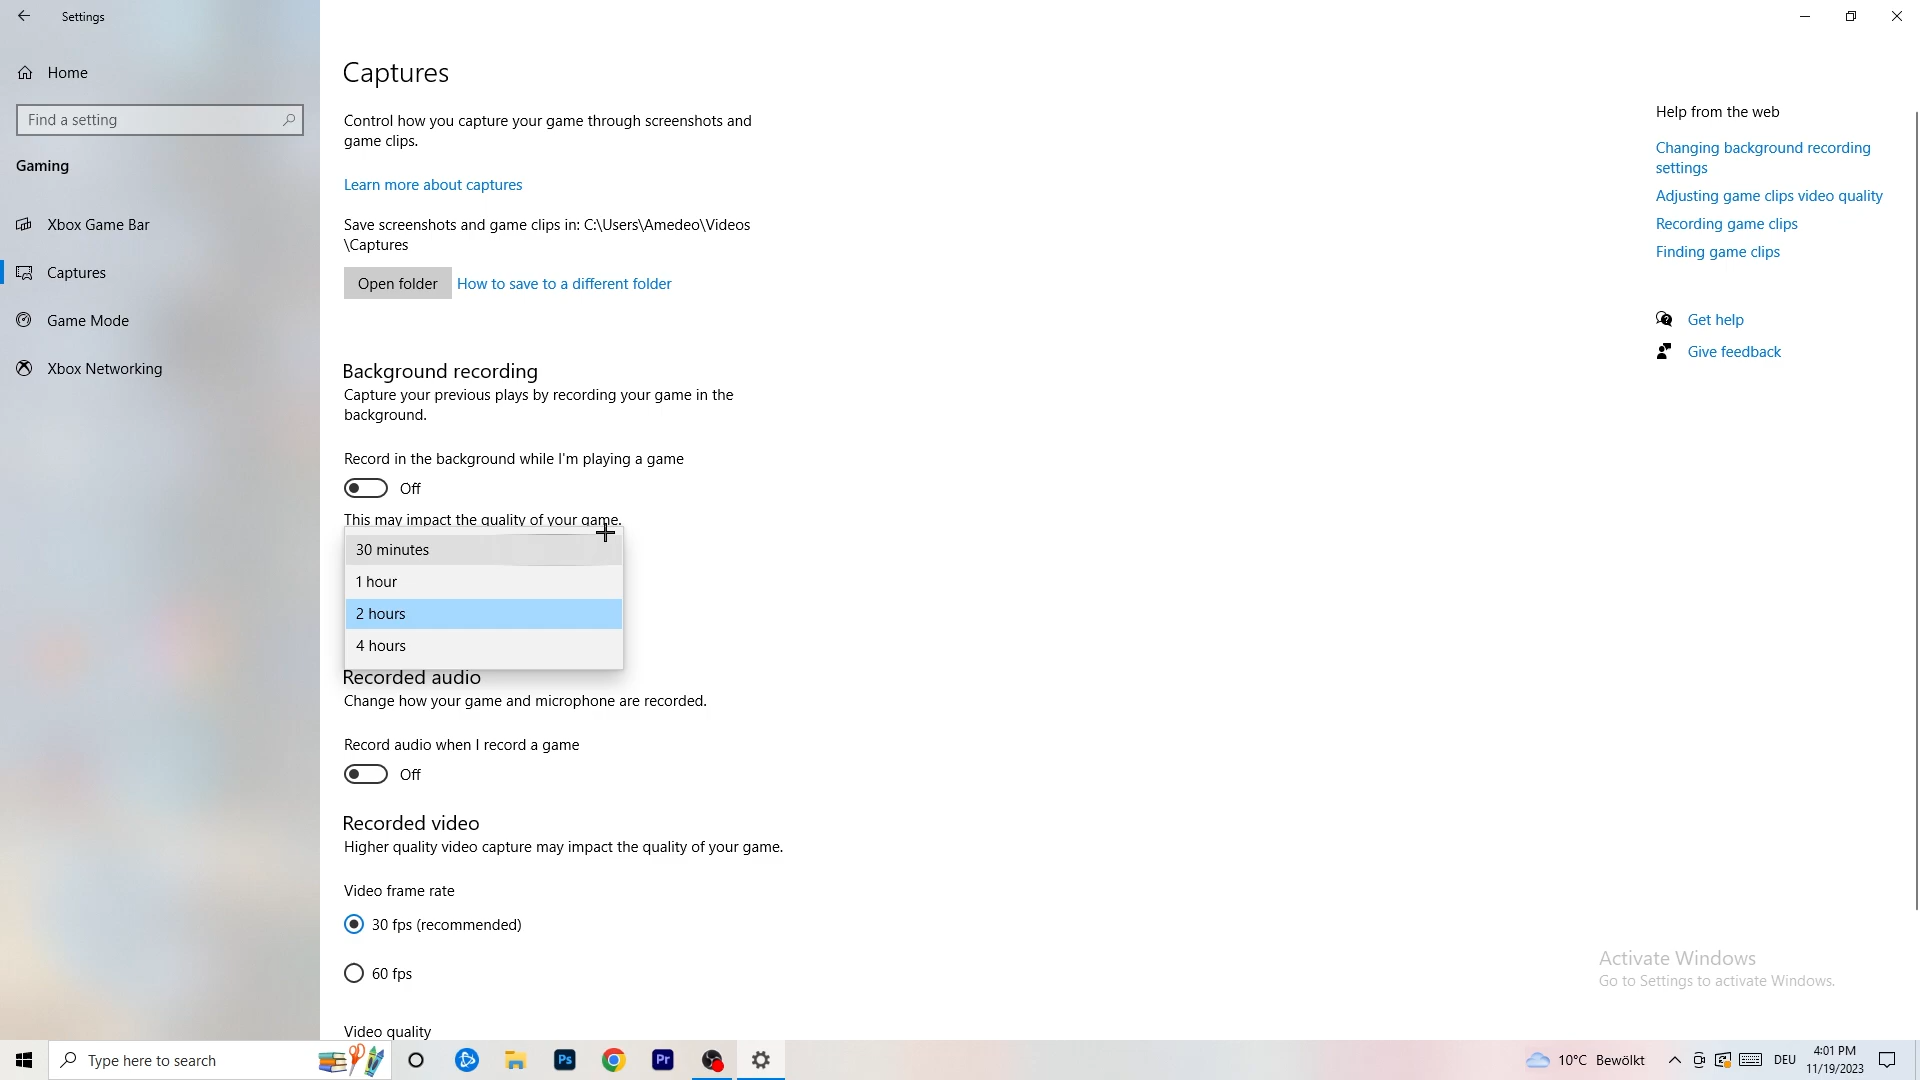 Settings
Home
Find a setting
Gaming
Xbox Game Bar
Captures
Game Mode
Xbox Networking
Captures
Control how you capture your game through screenshots and
game clips.
Learn more about captures
Save screenshots and game clips in: C:\Users\Amedeo\Videos
\Captures
Open folder
How to save to a different folder
Background recording
Capture your previous plays by recording your game in the
background.
Record in the background while I'm playing a game
Off
This may impact the quality of your game.
30 minutes
1 hour
2 hours
4 hours
Recorded audio
Change how your game and microphone are recorded.
Record audio when I record a game
Off
Recorded video
Higher quality video capture may impact the quality of your game.
Video frame rate
30 fps (recommended)
60 fps
Video quality
Help from the web
Changing background recording
settings
Adjusting game clips video quality
Recording game clips
Finding game clips
Get help
Give feedback
Activate Windows
Go to Settings to activate Windows.
Type here to search
Ps
Pr
10°C Bewölkt
DEU
4:01 PM
11/19/2023